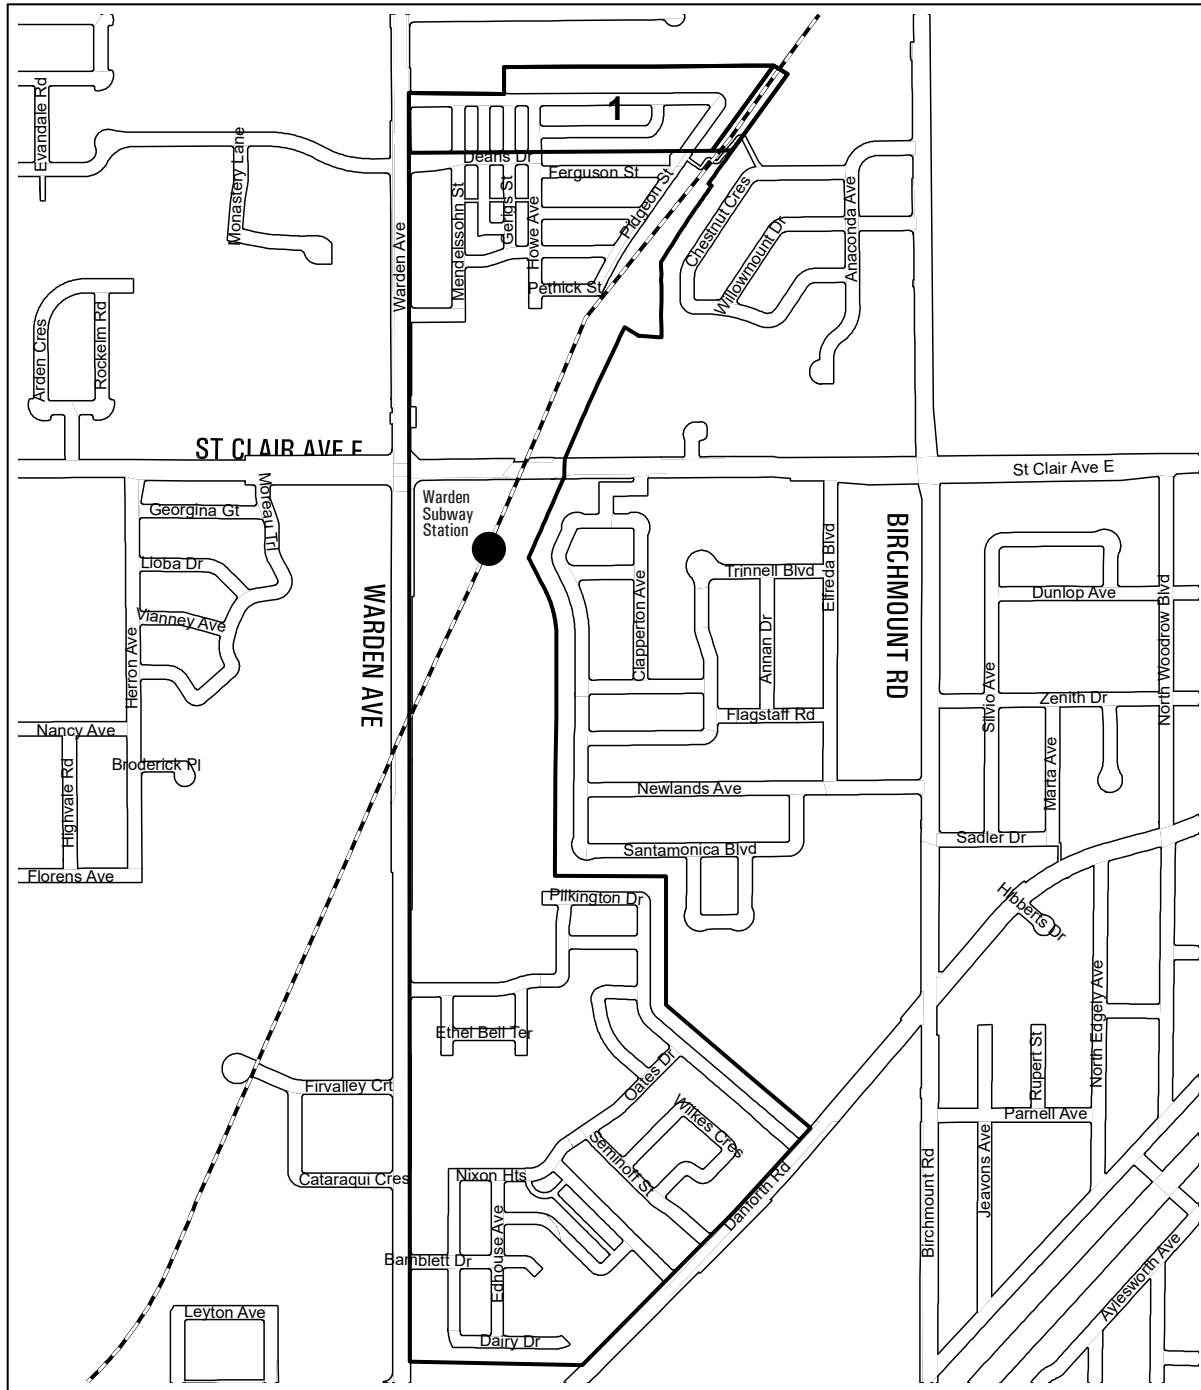 1
Evandale Rd
Monastery Lane
Deans Dr
Ferguson St
Pidgeon St
Mendelssohn St
Gerigs St
Howe Ave
Pethick St
Warden Ave
Chestnut Cres
Willowmount Dr
Anaconda Ave
Arden Cres
Rockelm Rd
ST CLAIR AVE E
St Clair Ave E
Moreau Trl
Georgina Gt
Lioba Dr
Vianney Ave
Herron Ave
Nancy Ave
Broderick Pl
Highvale Rd
Florens Ave
Warden
Subway
Station
WARDEN AVE
BIRCHMOUNT RD
Elfreda Blvd
Trinnell Blvd
Clapperton Ave
Annan Dr
Flagstaff Rd
Newlands Ave
Santamonica Blvd
Dunlop Ave
North Woodrow Blvd
Silvio Ave
Zenith Dr
Marta Ave
Sadler Dr
Hibberts Dr
Pilkington Dr
Ethel Bell Ter
Oates Dr
Wilkes Cres
Seminoff St
Firvalley Crt
Cataraqui Cres
Nixon Hts
Bamblett Dr
Edhouse Ave
Dairy Dr
Leyton Ave
Danforth Rd
Birchmount Rd
North Edgely Ave
Rupert St
Parnell Ave
Jeavons Ave
Aylesworth Ave